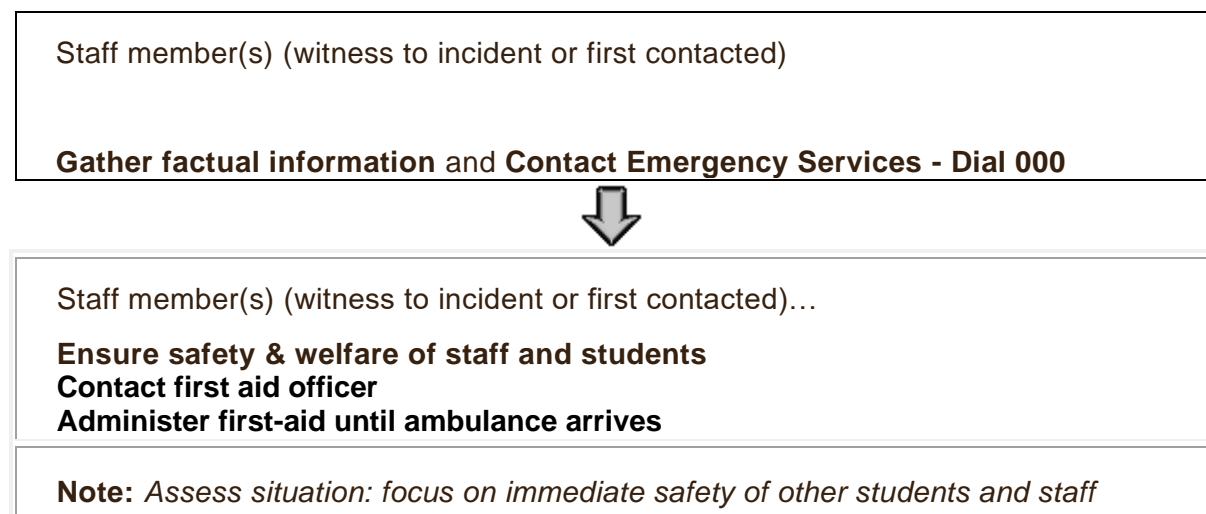 Staff member(s) (witness to incident or first contacted)
Gather factual information and Contact Emergency Services - Dial 000
Staff member(s) (witness to incident or first contacted)…
Ensure safety & welfare of staff and students
Contact first aid officer
Administer first-aid until ambulance arrives
Note: Assess situation: focus on immediate safety of other students and staff